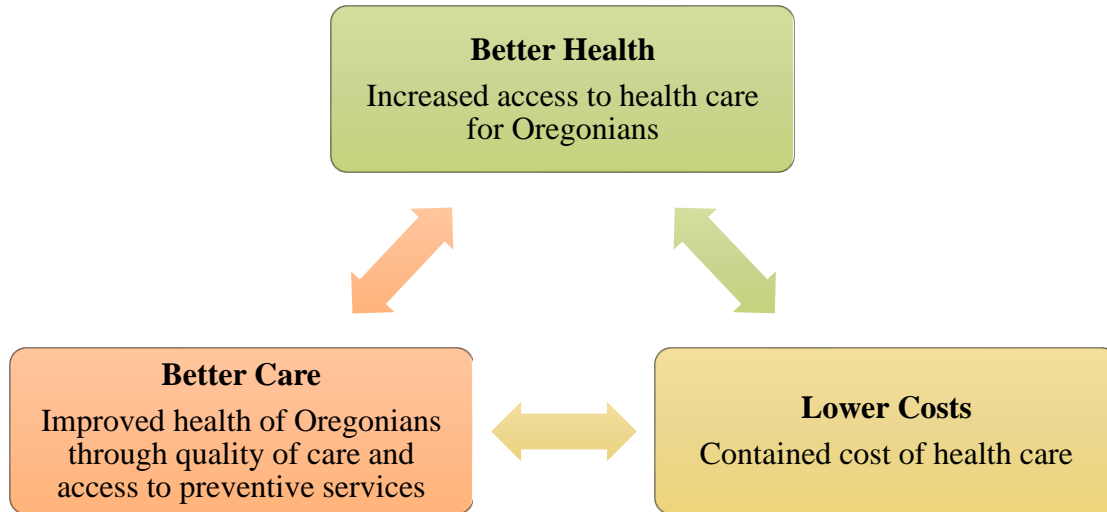 Better Health
Increased access to health care
for Oregonians
Better Care
Improved health of Oregonians
through quality of care and
access to preventive services
Lower Costs
Contained cost of health care